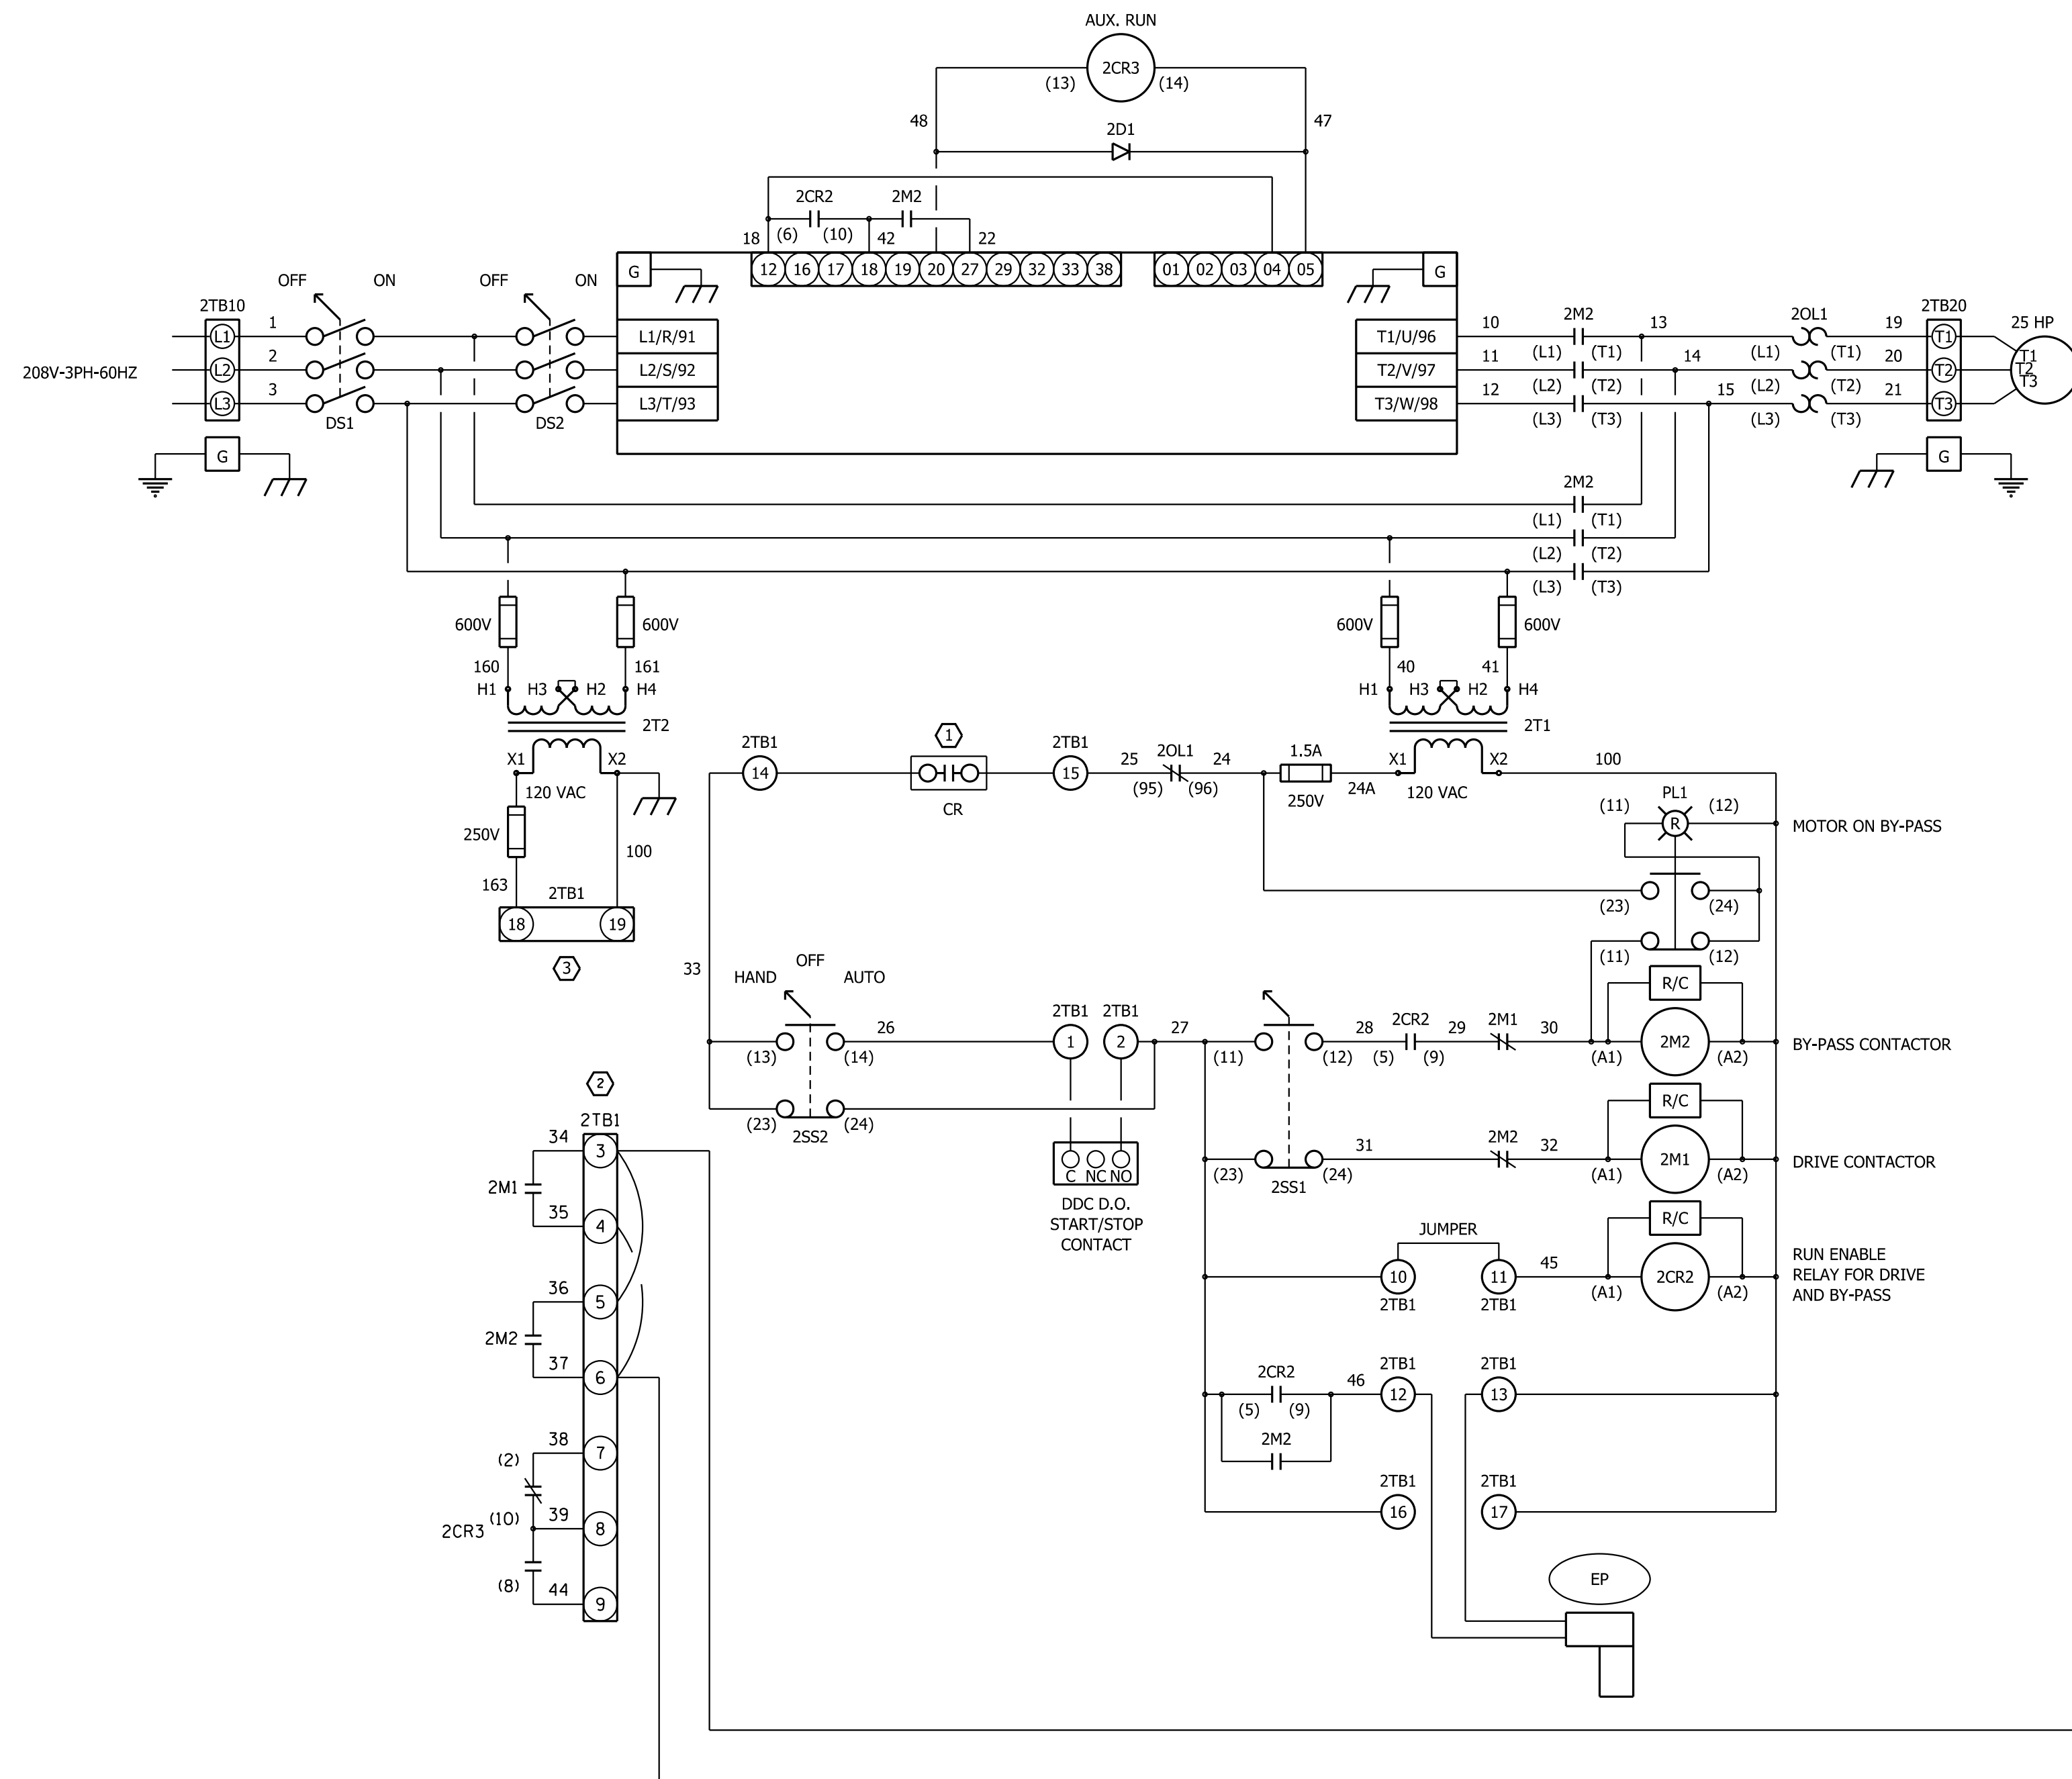 AUX. RUN
2CR3
(13) (14)
48 47
2D1
2CR2 2M2
18 (6) (10) 42 22
G 12 16 17 18 19 20 27 29 32 33 38 01 02 03 04 05 G
OFF ON OFF ON
2TB10 2M2 2OL1 2TB20
1 10 13 19 25 HP
L1 L1/R/91 T1/U/96 T1
(L1) (T1) (L1) (T1) T1
2 11 14 20
208V-3PH-60HZ L2 L2/S/92 T2/V/97 T2 T2
(L2) (T2) (L2) (T2) T3
3 12 15 21
L3 L3/T/93 T3/W/98 T3
DS1 DS2 (L3) (T3) (L3) (T3)
G G
2M2
(L1) (T1)
(L2) (T2)
(L3) (T3)
600V 600V 600V 600V
160 161 40 41
H1 H3 H2 H4 H1 H3 H2 H4
2T2 2T1
1
2TB1 2TB1 2OL1 1.5A
X1 X2 25 24 X1 X2 100
14 15
120 VAC (95) (96) 250V 24A 120 VAC
CR
PL1
(11) (12)
250V R MOTOR ON BY-PASS
100
163 2TB1
18 19
(23) (24)
3
(11) (12)
33 HAND OFF AUTO
R/C
2TB1 2TB1
26 27 28 2CR2 29 2M1 30
1 2 2M2 BY-PASS CONTACTOR
(13) (14) (11) (12) (5) (9) (A1) (A2)
2
R/C
2TB1
(23) (24)
2SS2
34 3 31 2M2 32
2M1 C NC NO 2M1 DRIVE CONTACTOR
(23) (24) (A1) (A2)
2SS1
35 4
DDC D.O.
START/STOP
CONTACT
R/C
JUMPER
RUN ENABLE
RELAY FOR DRIVE
AND BY-PASS
36 5 10 11 45 2CR2
2TB1 2TB1 (A1) (A2)
2M2
37 6
2CR2 46 2TB1 2TB1
12 13
(5) (9)
38 7
(2)
2M2
2TB1 2TB1
16 17
(10) 39 8
2CR3
(8) 44 9
EP